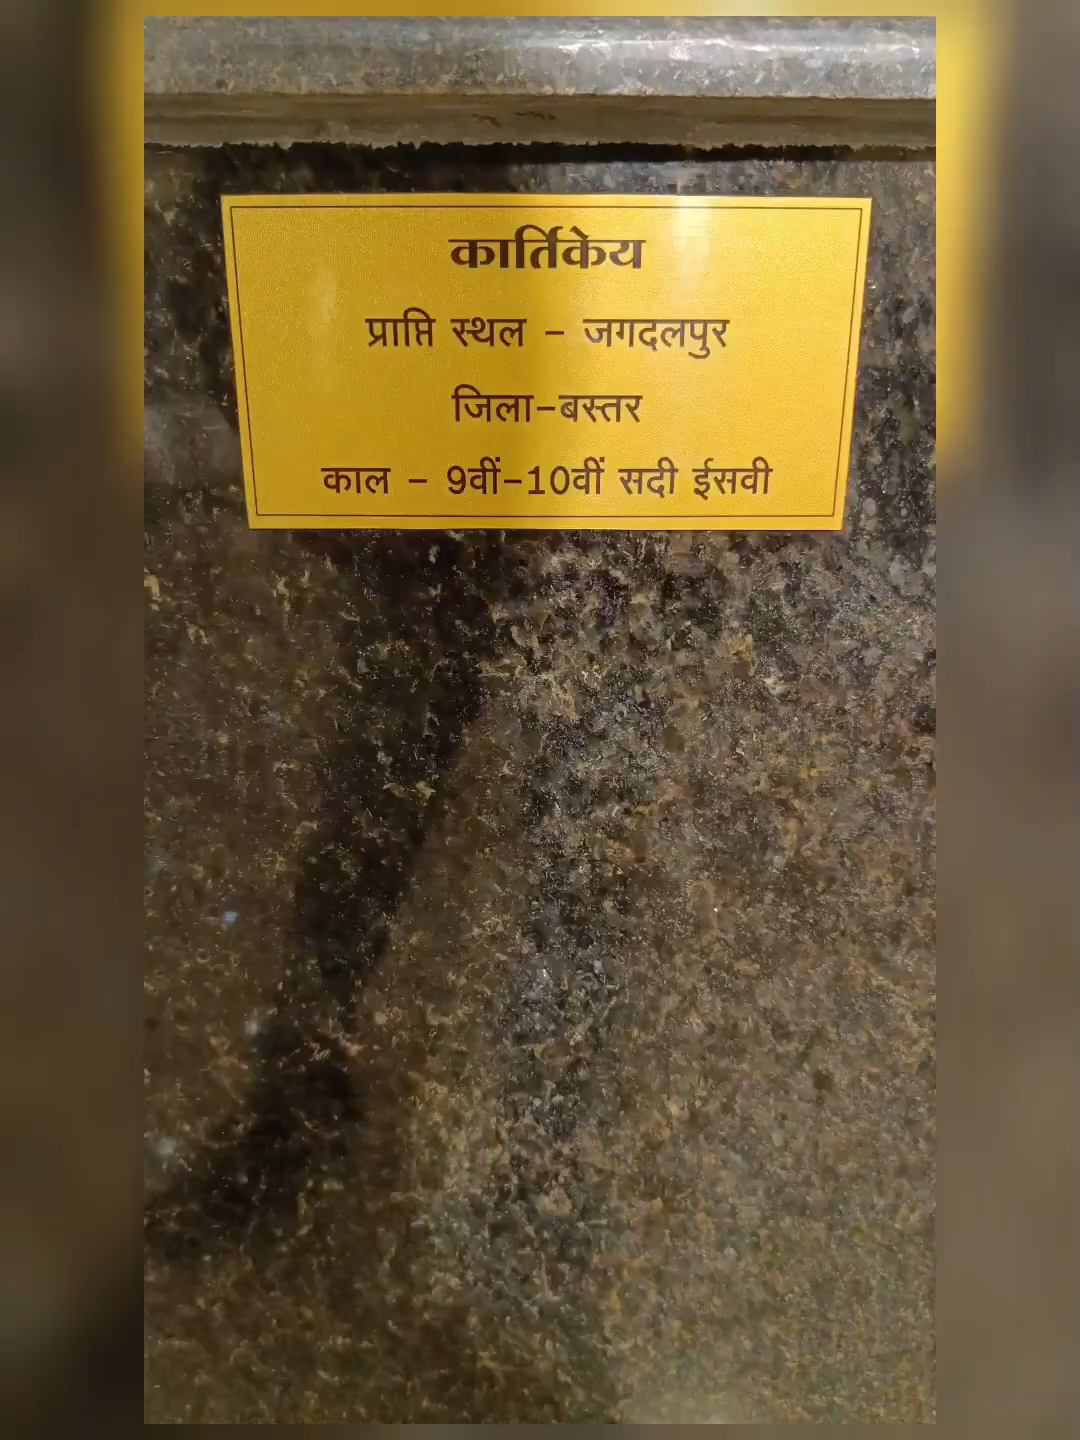 कार्तिकेय
प्राप्ति स्थल - जगदलपुर
जिला-बस्तर
काल - 9वीं-10वीं सदी ईसवी